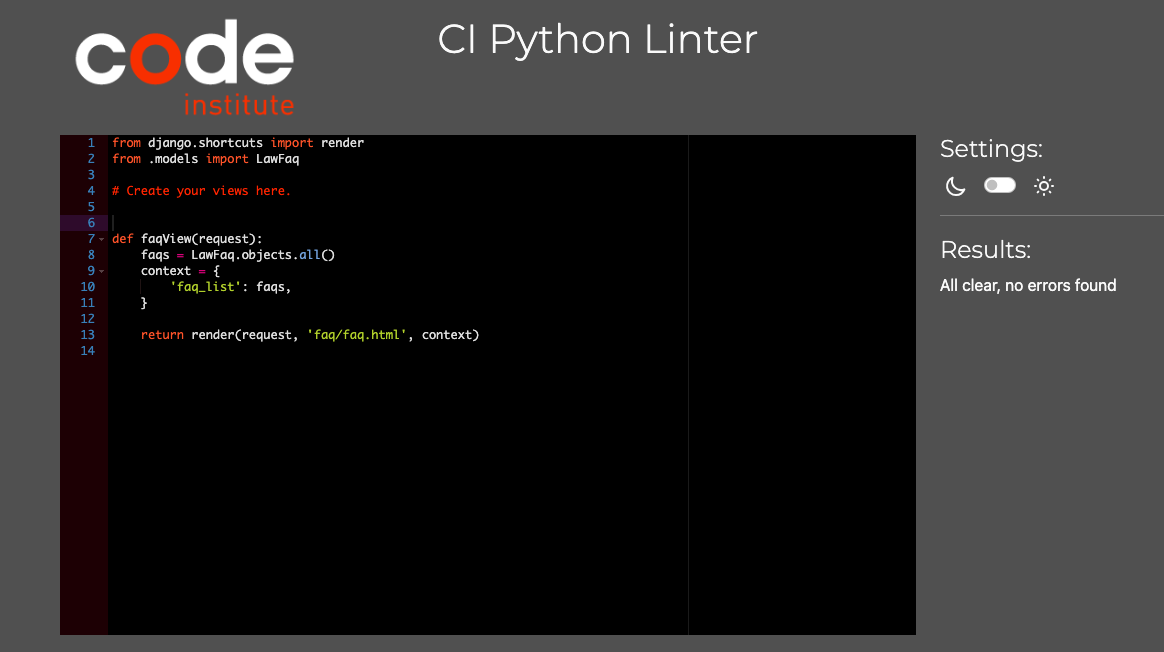 code
institute
CI Python Linter
1 from django.shortcuts import render
2 from .models import LawFaq
3
4 # Create your views here.
5
6
7 def faqView(request):
8     faqs = LawFaq.objects.all()
9     context = {
10         'faq_list': faqs,
11     }
12
13     return render(request, 'faq/faq.html', context)
14
Settings:
Results:
All clear, no errors found